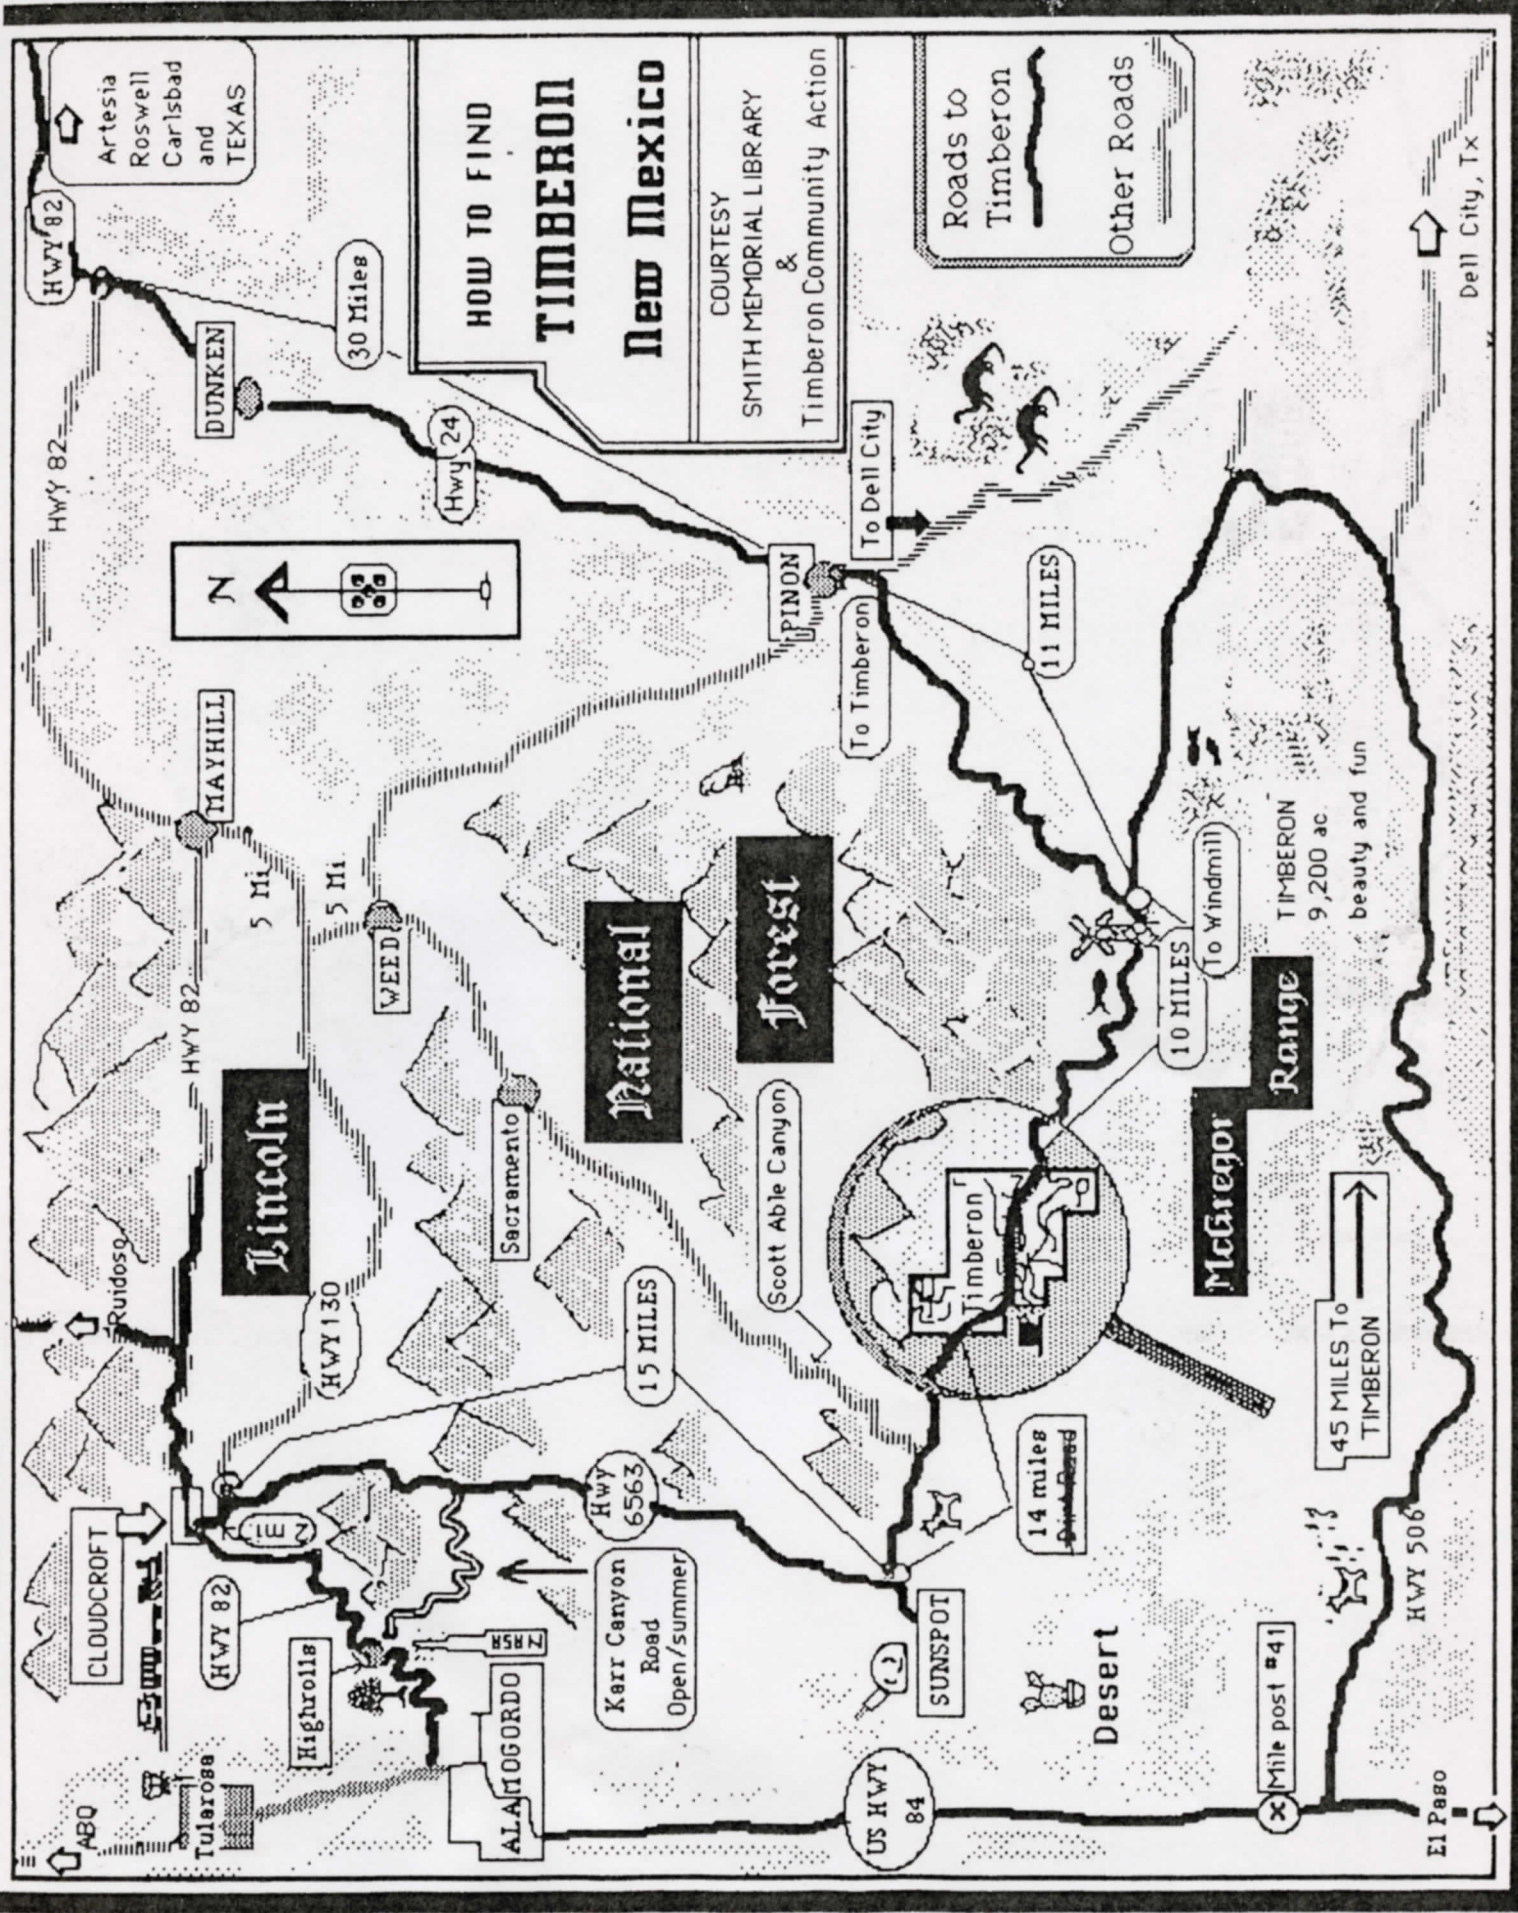 HOW TO FIND
TIMBERON
New Mexico
COURTESY
SMITH MEMORIAL LIBRARY
&
Timberon Community Action
Roads to
Timberon
Other Roads
Artesia
Roswell
Carlsbad
and
TEXAS
HWY 82
30 Miles
DUNKEN
HWY 82
Hwy 24
N
PINON
To Dell City
To Timberon
11 MILES
Dell City, Tx
MAYHILL
5 Mi
5 Mi
WEED
HWY 82
Lincoln
National
Forest
Sacramento
Scott Able Canyon
Ruidoso
HWY 130
15 MILES
Timberon
10 MILES
To Windmill
TIMBERON
9,200 ac
beauty and fun
McGregor
Range
45 MILES To
TIMBERON
14 miles
Dirt Road
CLOUDCROFT
HWY 82
Hwy
6563
Karr Canyon
Road
Open/summer
Highrolls
SUNSPOT
Desert
ALAMOGORDO
Tularosa
ABQ
US HWY
84
Mile post #41
HWY 506
El Paso